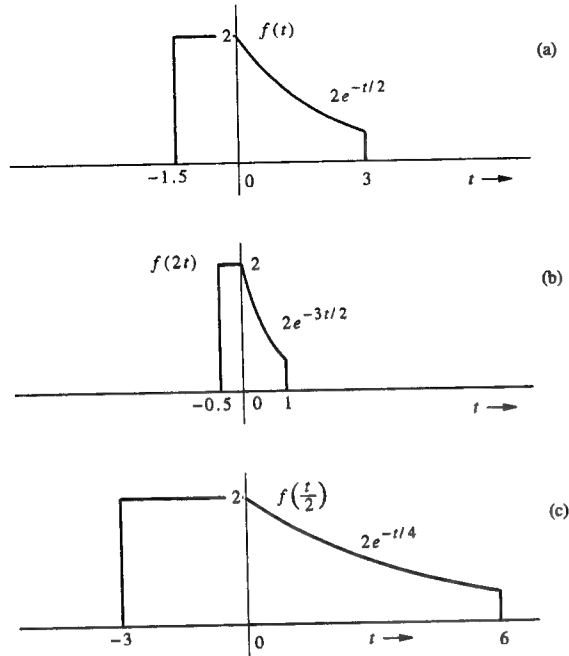 2 f(t)
(a)
2e^{-t/2}
-1.5 0 3 t →
f(2t) 2
(b)
2e^{-3t/2}
-0.5 0 1 t →
2 f(t/2)
(c)
2e^{-t/4}
-3 0 t → 6